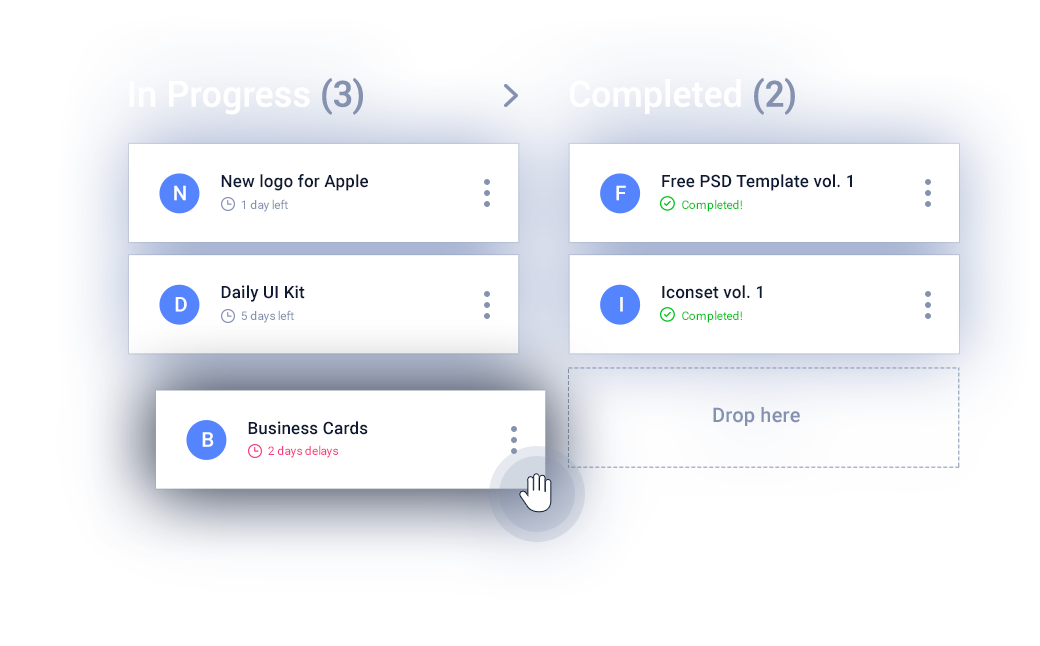 In Progress (3)
N
New logo for Apple
1 day left
D
Daily UI Kit
5 days left
B
Business Cards
2 days delays
Completed (2)
F
Free PSD Template vol. 1
Completed!
I
Iconset vol. 1
Completed!
Drop here